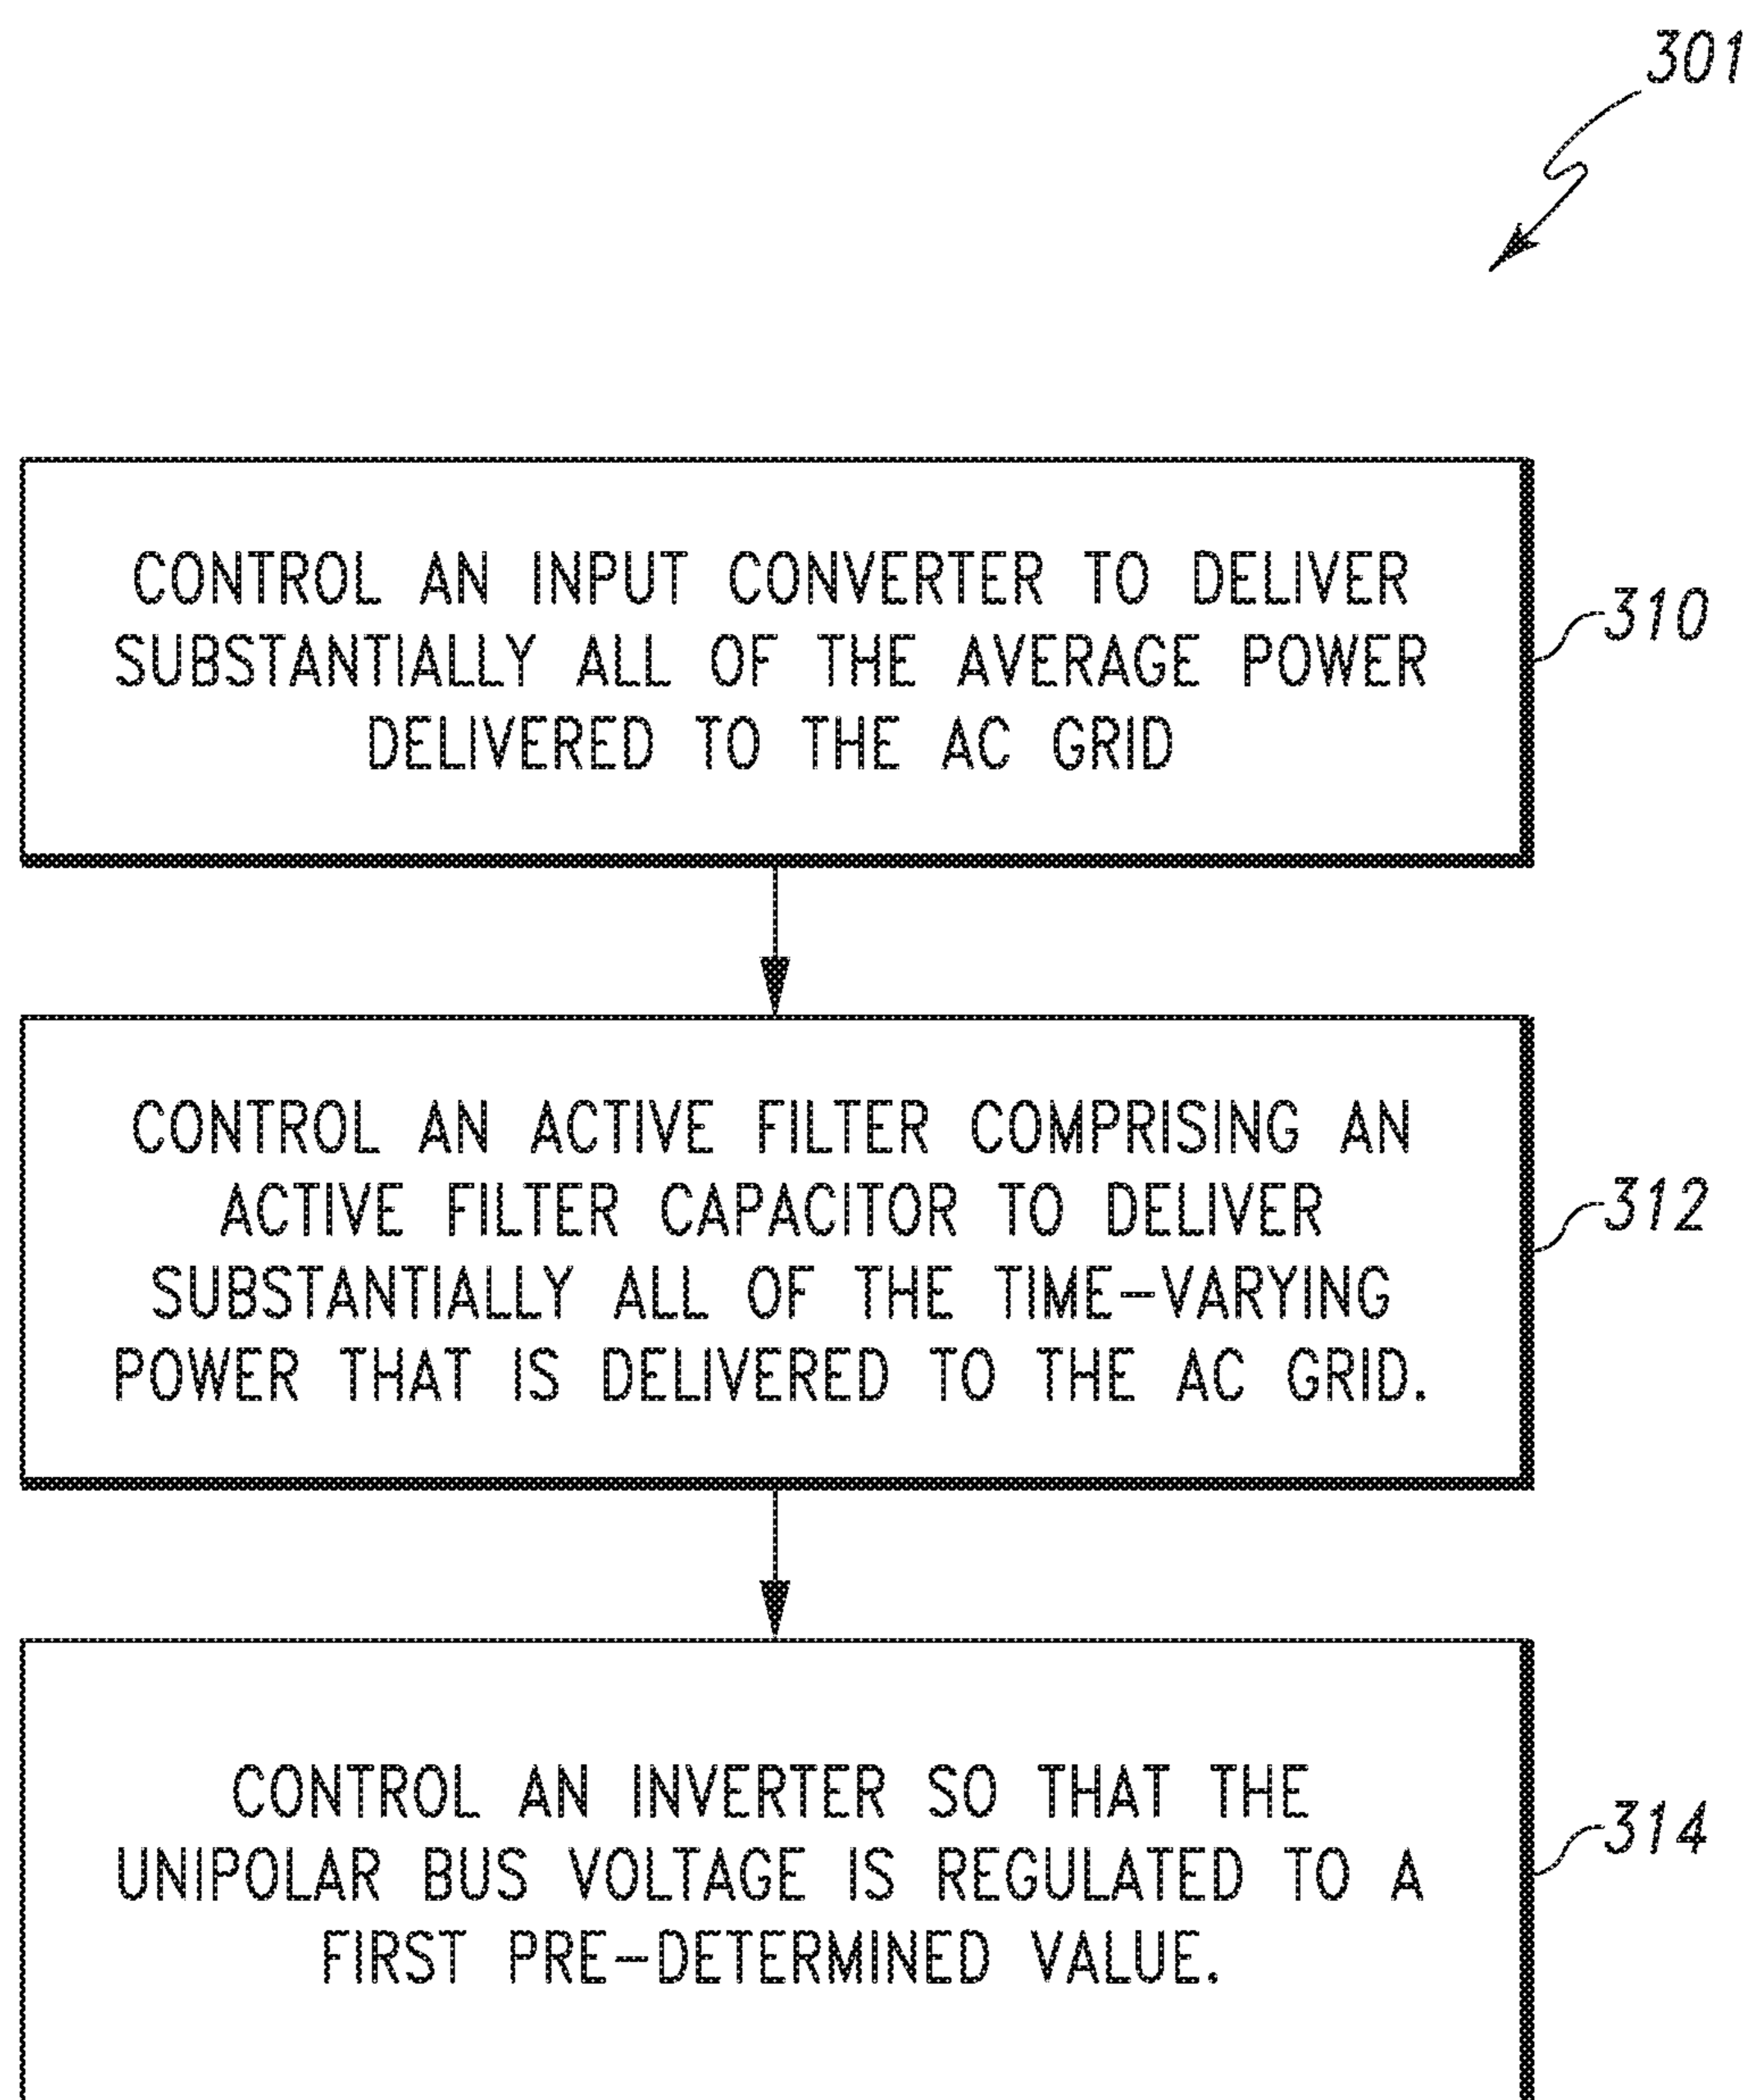 301
CONTROL AN INPUT CONVERTER TO DELIVER
SUBSTANTIALLY ALL OF THE AVERAGE POWER
DELIVERED TO THE AC GRID
310
CONTROL AN ACTIVE FILTER COMPRISING AN
ACTIVE FILTER CAPACITOR TO DELIVER
SUBSTANTIALLY ALL OF THE TIME-VARYING
POWER THAT IS DELIVERED TO THE AC GRID.
312
CONTROL AN INVERTER SO THAT THE
UNIPOLAR BUS VOLTAGE IS REGULATED TO A
FIRST PRE-DETERMINED VALUE.
314